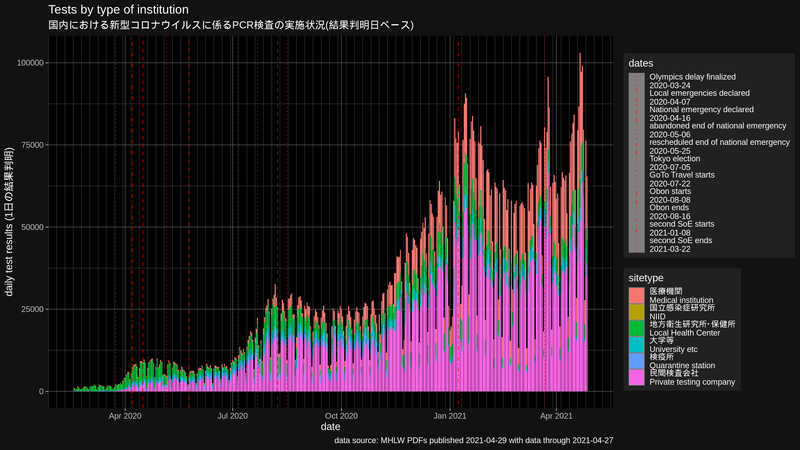 Tests by type of institution
国内における新型コロナウイルスに係るPCR検査の実施状況(結果判明日ベース)
daily test results (1日の結果判明)
100000
75000
50000
25000
0
Apr 2020
Jul 2020
Oct 2020
Jan 2021
Apr 2021
date
data source: MHLW PDFs published 2021-04-29 with data through 2021-04-27
dates
Olympics delay finalized
2020-03-24
Local emergencies declared
2020-04-07
National emergency declared
2020-04-16
abandoned end of national emergency
2020-05-06
rescheduled end of national emergency
2020-05-25
Tokyo election
2020-07-05
GoTo Travel starts
2020-07-22
Obon starts
2020-08-08
Obon ends
2020-08-16
second SoE starts
2021-01-08
second SoE ends
2021-03-22
sitetype
医療機関
Medical institution
国立感染症研究所
NIID
地方衛生研究所･保健所
Local Health Center
大学等
University etc
検疫所
Quarantine station
民間検査会社
Private testing company